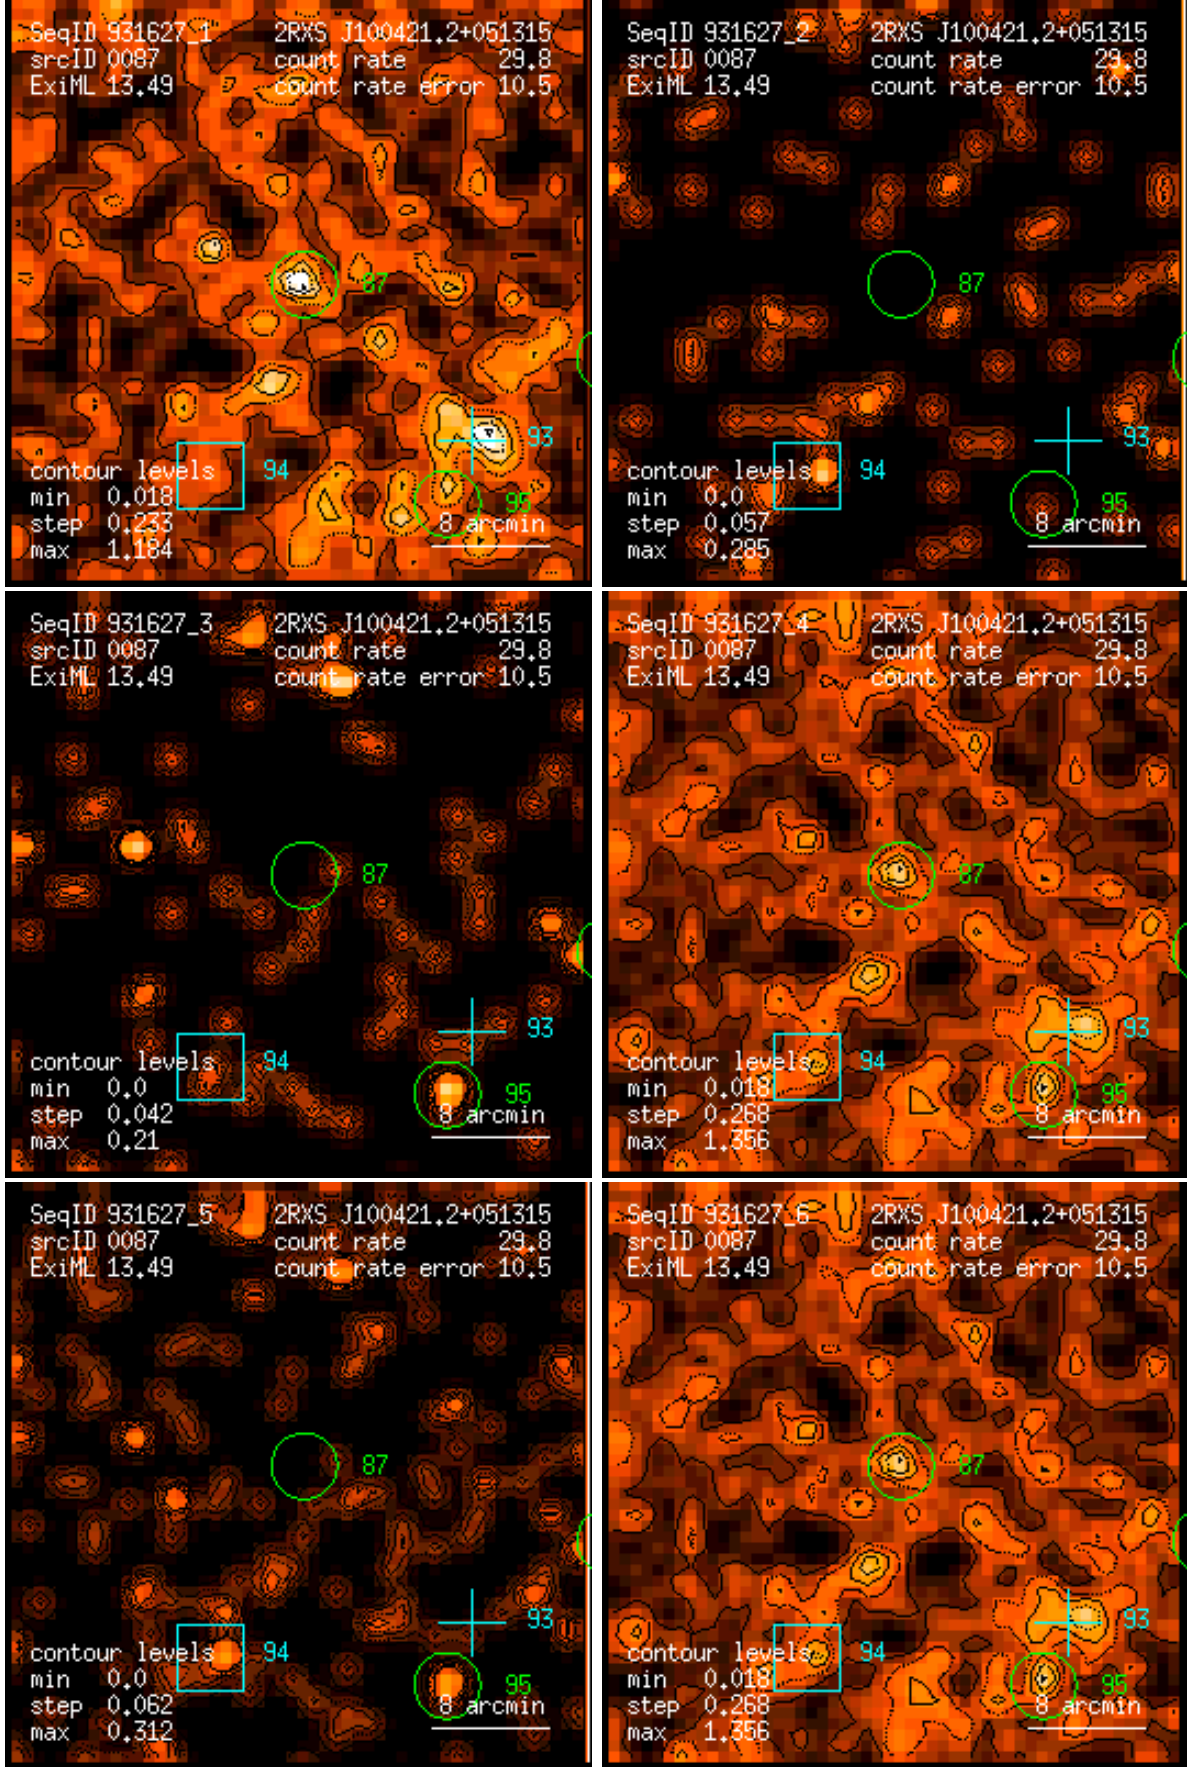 SeqID 931627_1 2RXS J100421.2+051315
srcID 0087 count rate 29.8
ExiML 13.49 count rate error 10.5
87
93
94
contour levels
min 0.018
95
step 0.233
8 arcmin
max 1.184
SeqID 931627_2 2RXS J100421.2+051315
srcID 0087 count rate 29.8
ExiML 13.49 count rate error 10.5
87
93
94
contour levels
min 0.0
95
step 0.057
8 arcmin
max 0.285
SeqID 931627_3 2RXS J100421.2+051315
srcID 0087 count rate 29.8
ExiML 13.49 count rate error 10.5
87
93
94
contour levels
min 0.0
95
step 0.042
8 arcmin
max 0.21
SeqID 931627_4 2RXS J100421.2+051315
srcID 0087 count rate 29.8
ExiML 13.49 count rate error 10.5
87
93
94
contour levels
min 0.018
95
step 0.268
8 arcmin
max 1.356
SeqID 931627_5 2RXS J100421.2+051315
srcID 0087 count rate 29.8
ExiML 13.49 count rate error 10.5
87
93
94
contour levels
min 0.0
95
step 0.062
8 arcmin
max 0.312
SeqID 931627_6 2RXS J100421.2+051315
srcID 0087 count rate 29.8
ExiML 13.49 count rate error 10.5
87
93
94
contour levels
min 0.018
95
step 0.268
8 arcmin
max 1.356